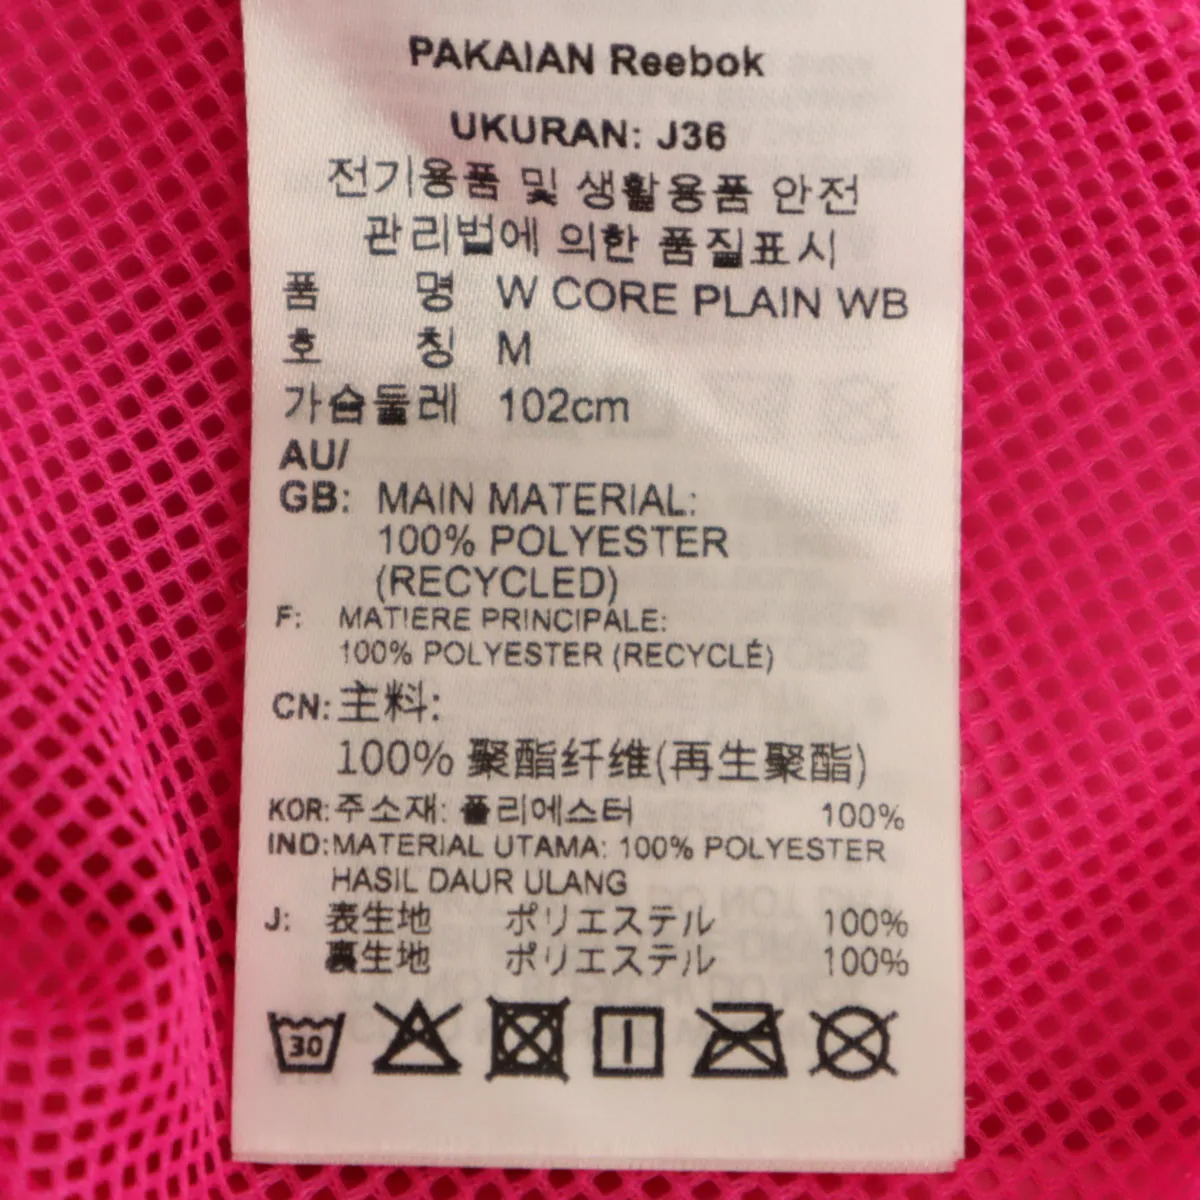 PAKAIAN Reebok
UKURAN: J36
전기용품 및 생활용품 안전
관리법에 의한 품질표시
품 명 W CORE PLAIN WB
호 칭 M
가슴둘레 102cm
AU/
GB: MAIN MATERIAL:
100% POLYESTER
(RECYCLED)
F: MATIERE PRINCIPALE:
100% POLYESTER (RECYCLÉ)
CN: 主料:
100% 聚酯纤维(再生聚酯)
KOR: 주소재: 폴리에스터 100%
IND: MATERIAL UTAMA: 100% POLYESTER
HASIL DAUR ULANG
J: 表生地 ポリエステル 100%
裏生地 ポリエステル 100%
30